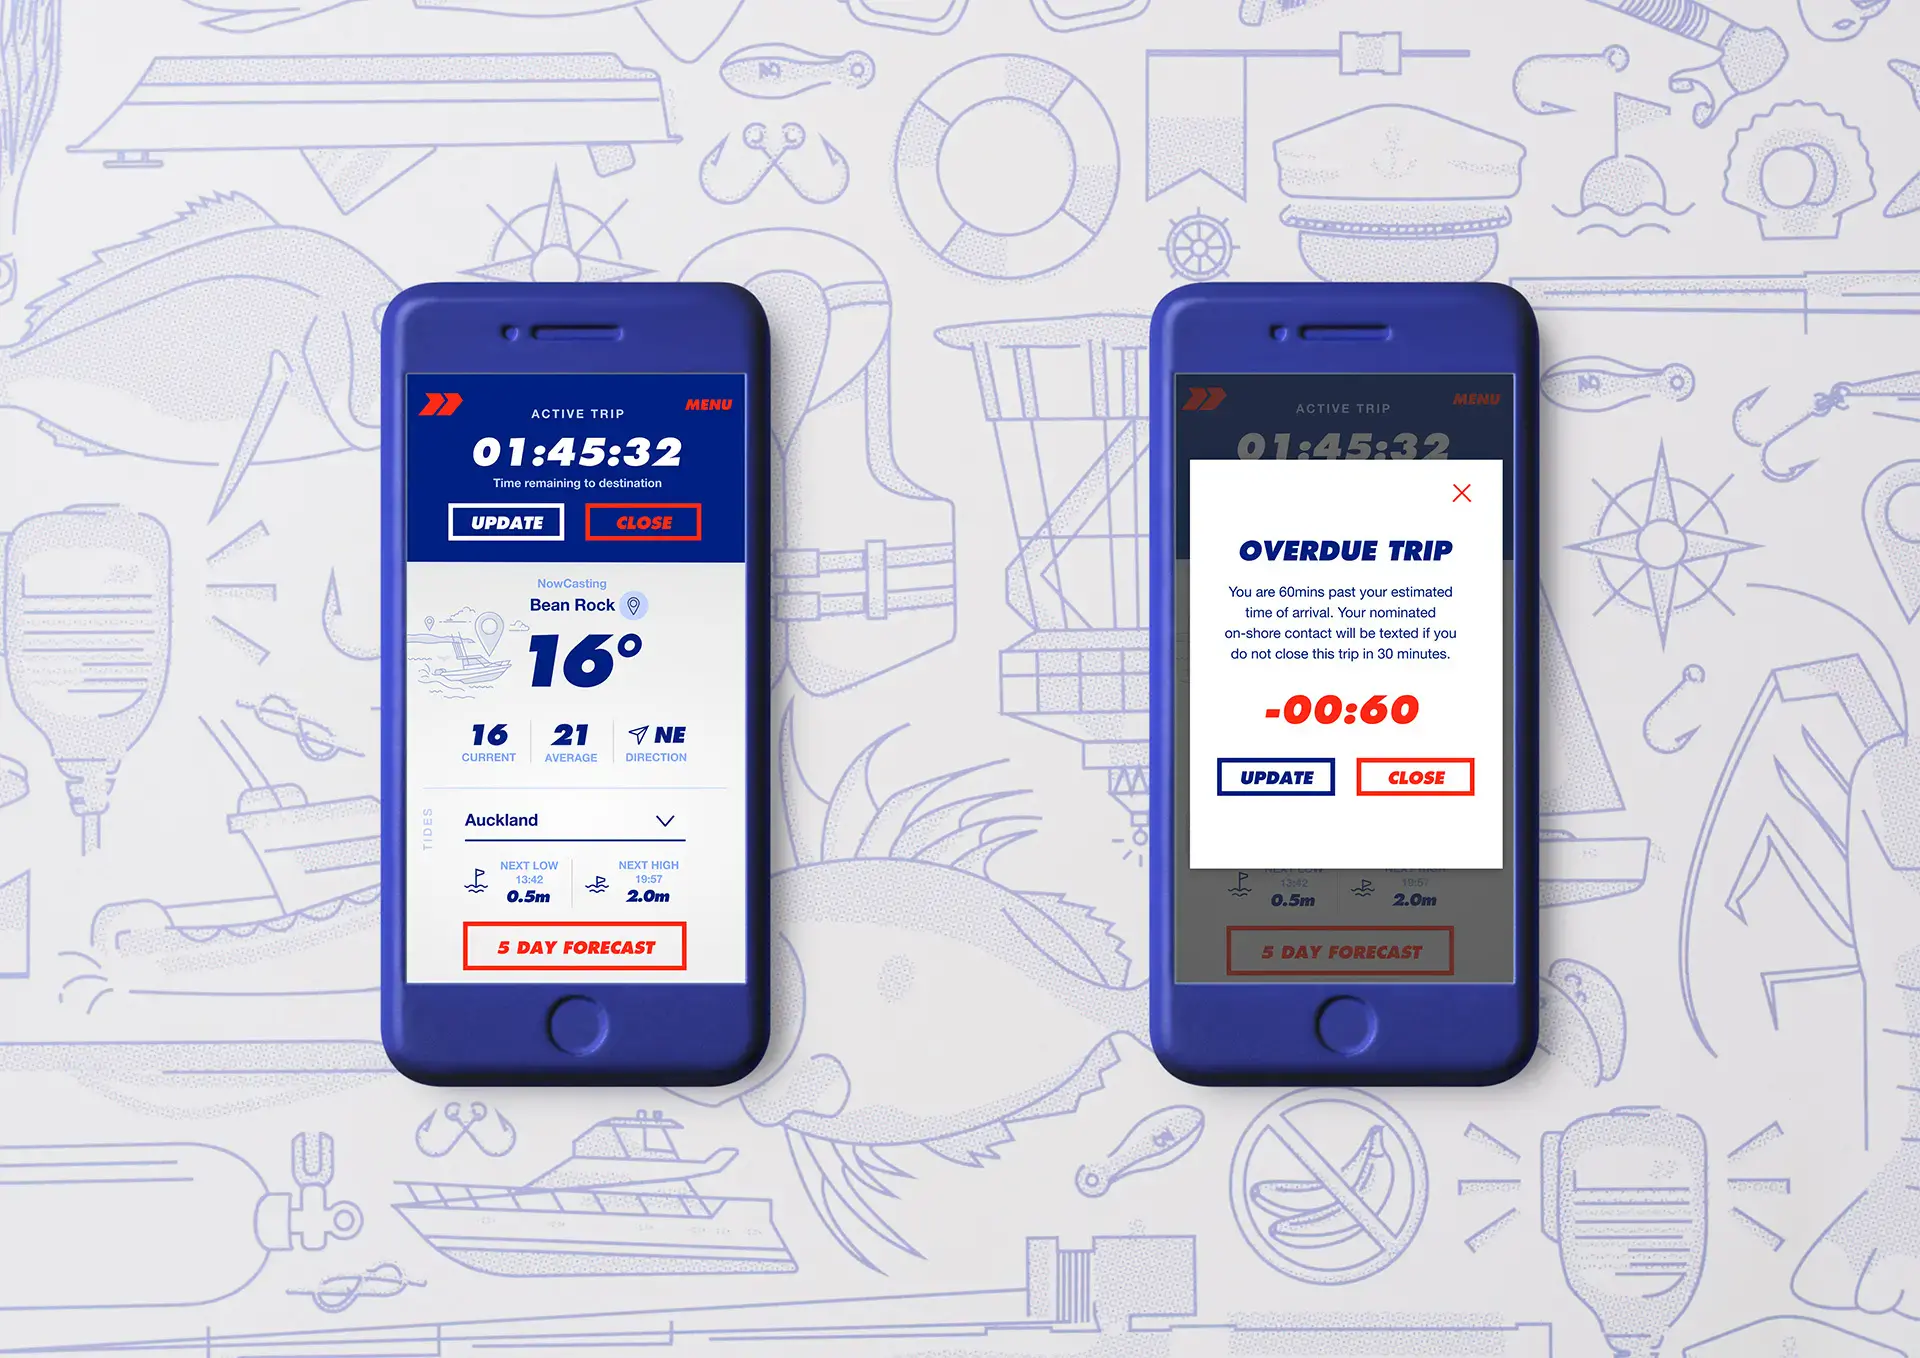 ACTIVE TRIP
MENU
01:45:32
Time remaining to destination
UPDATE
CLOSE
NowCasting
Bean Rock
16°
16
CURRENT
21
AVERAGE
NE
DIRECTION
TIDES
Auckland
NEXT LOW
13:42
0.5m
NEXT HIGH
19:57
2.0m
5 DAY FORECAST
ACTIVE TRIP
MENU
01:45:32
OVERDUE TRIP
You are 60mins past your estimated
time of arrival. Your nominated
on-shore contact will be texted if you
do not close this trip in 30 minutes.
-00:60
UPDATE
CLOSE
NEXT LOW
13:42
0.5m
NEXT HIGH
19:57
2.0m
5 DAY FORECAST